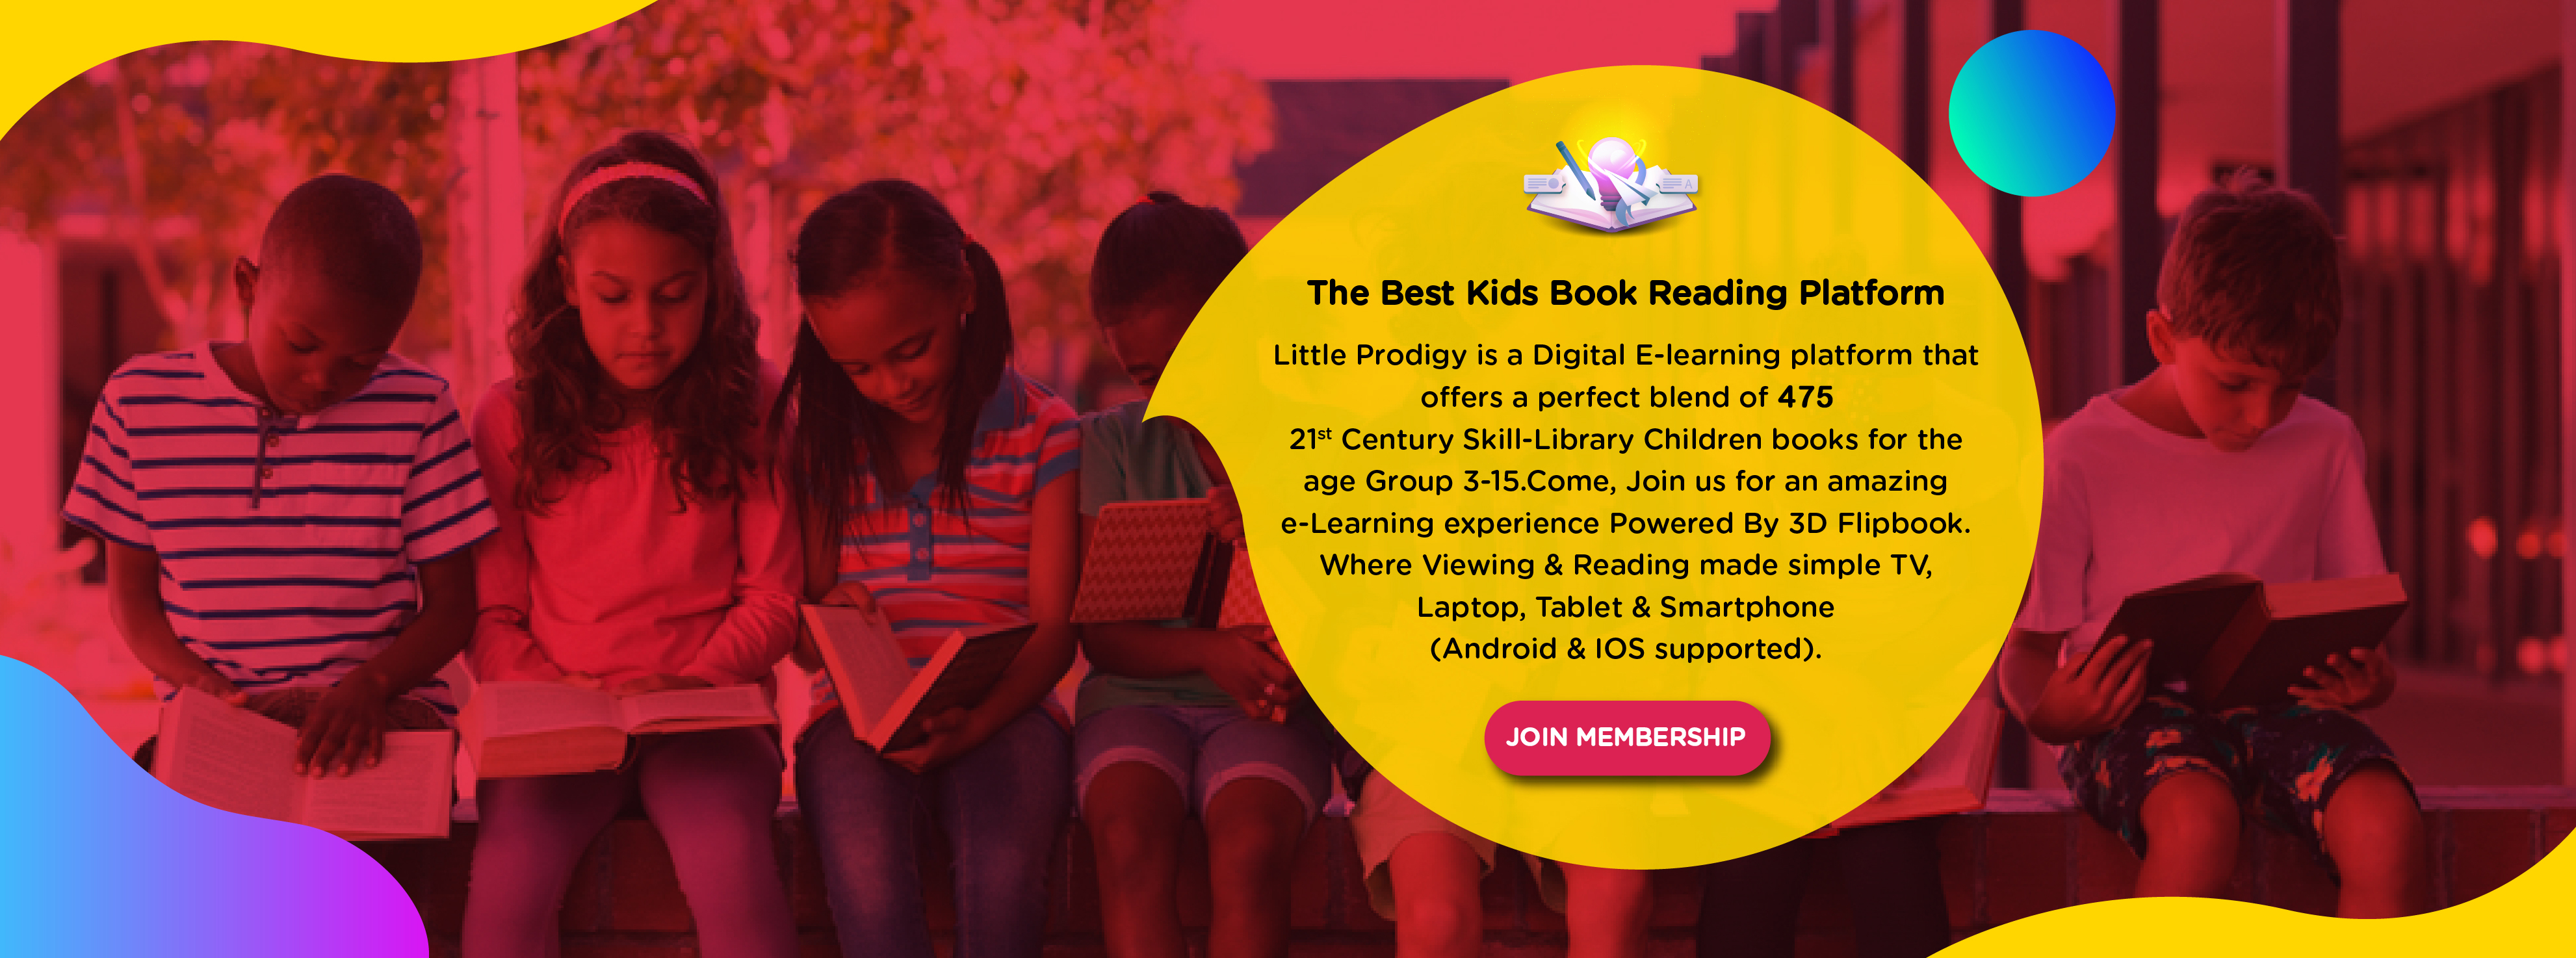 The Best Kids Book Reading Platform
Little Prodigy is a Digital E-learning platform that
offers a perfect blend of 475
21st Century Skill-Library Children books for the
age Group 3-15.Come, Join us for an amazing
e-Learning experience Powered By 3D Flipbook.
Where Viewing & Reading made simple TV,
Laptop, Tablet & Smartphone
(Android & IOS supported).
JOIN MEMBERSHIP